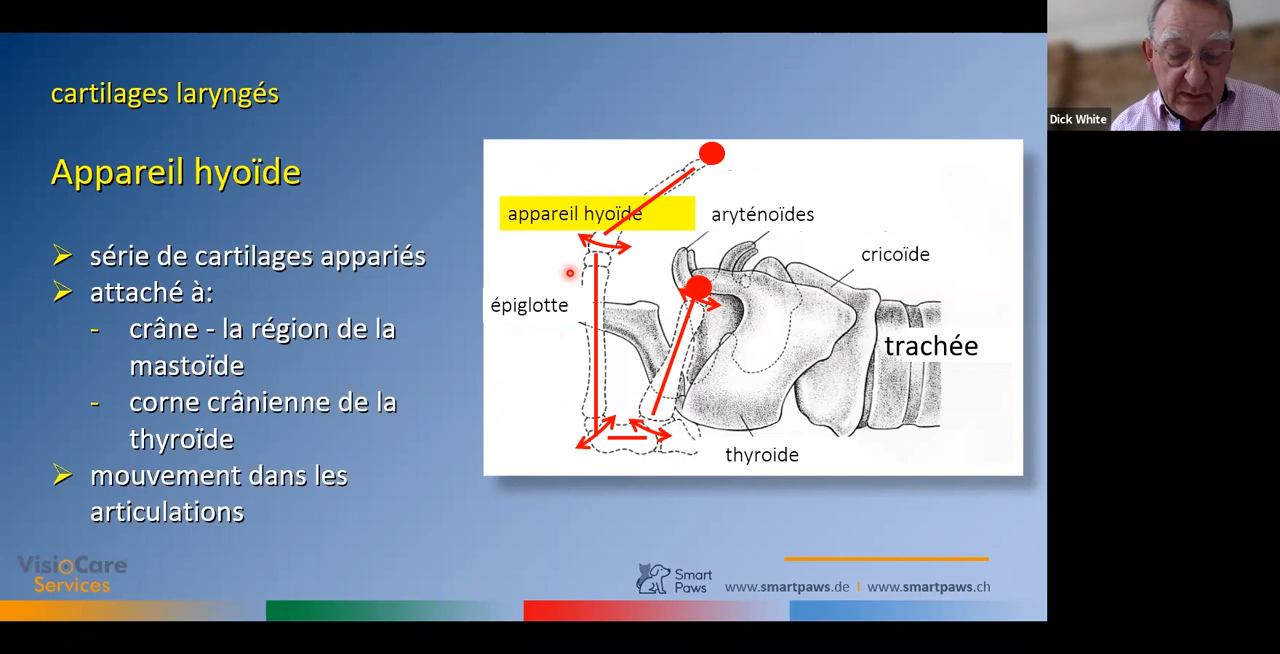 cartilages laryngés
Appareil hyoïde
série de cartilages appariés
attaché à:
- crâne - la région de la
mastoïde
- corne crânienne de la
thyroïde
mouvement dans les
articulations
appareil hyoïde
aryténoïdes
cricoïde
épiglotte
trachée
thyroide
VisioCare
Services
Smart
Paws
www.smartpaws.de I www.smartpaws.ch
Dick White